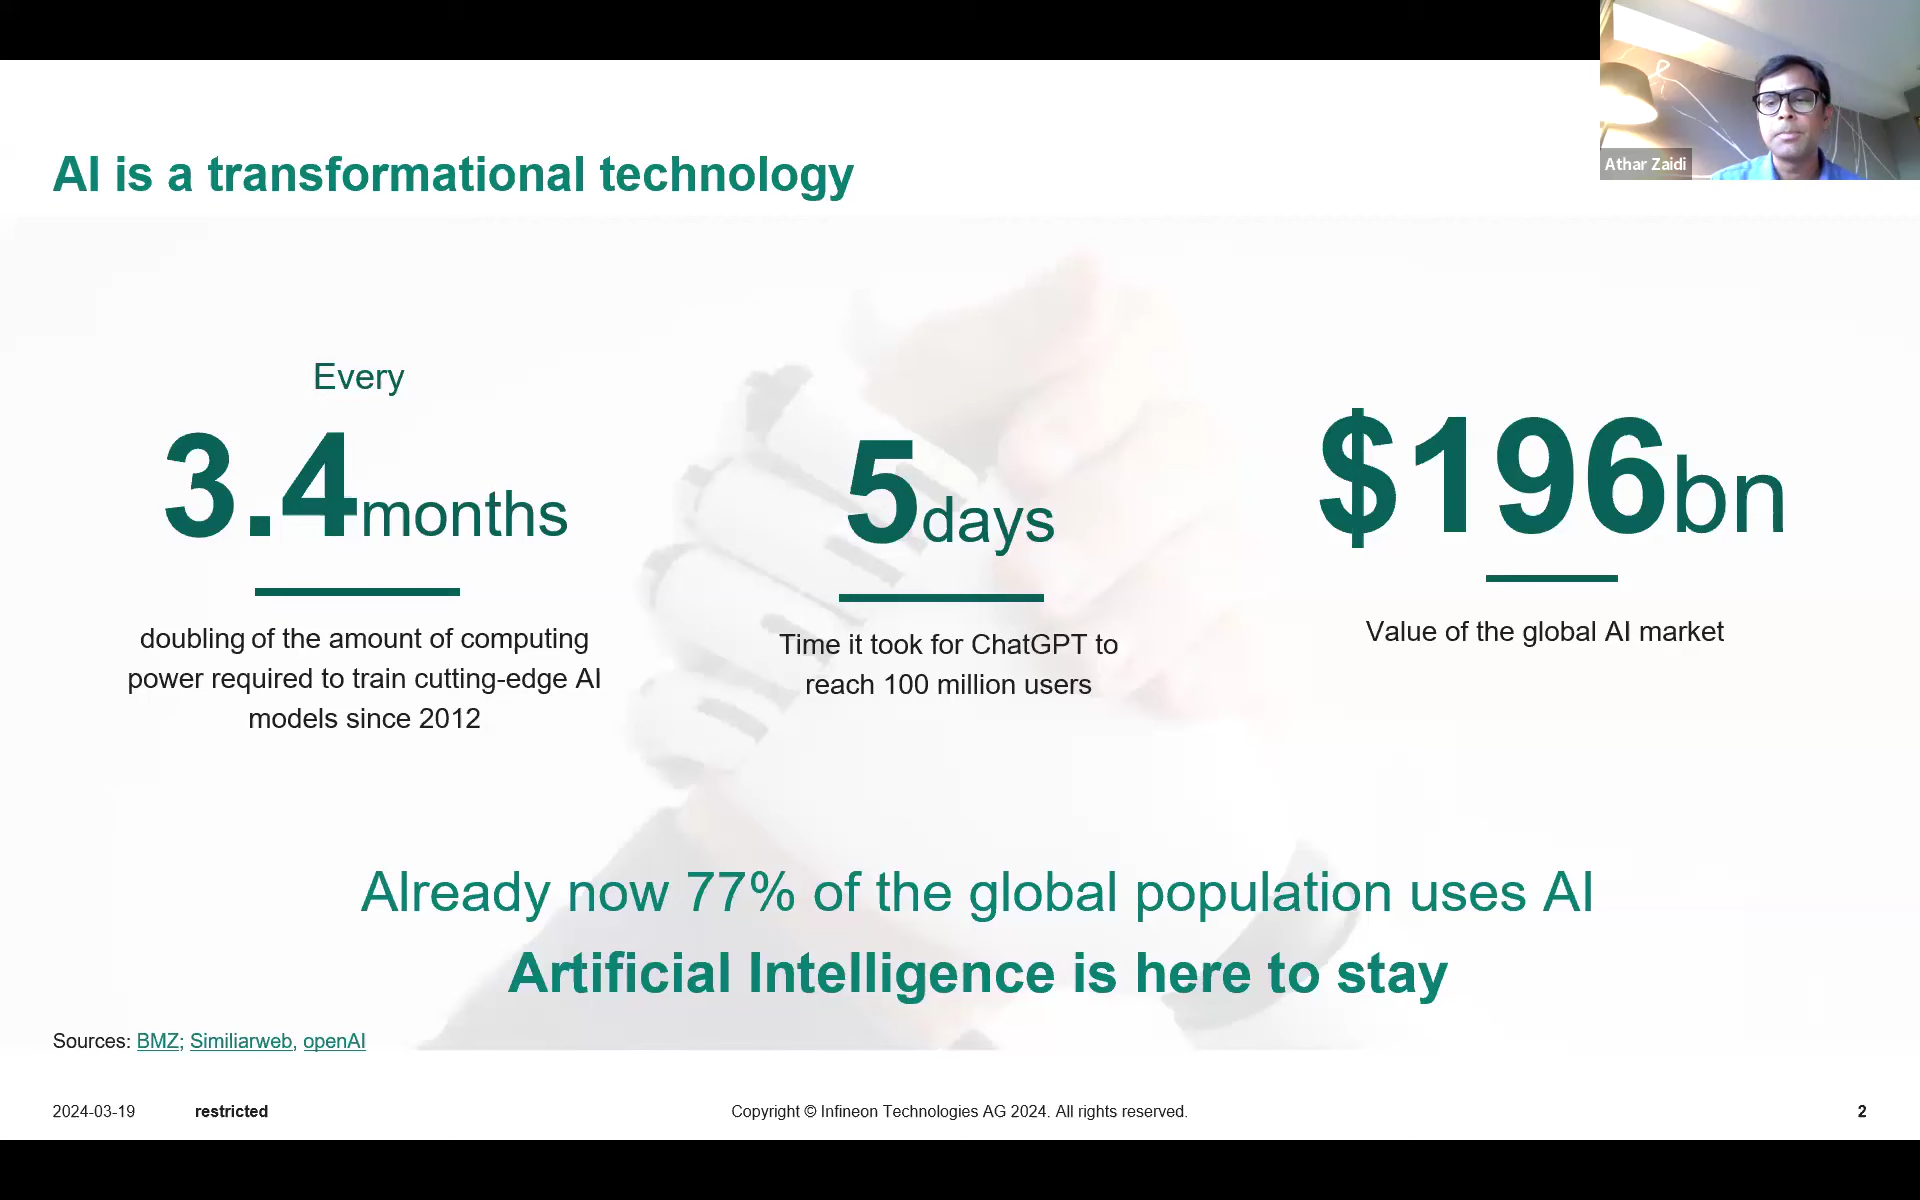 Athar Zaidi
AI is a transformational technology
Every
3.4months
doubling of the amount of computing
power required to train cutting-edge AI
models since 2012
5days
Time it took for ChatGPT to
reach 100 million users
$196bn
Value of the global AI market
Already now 77% of the global population uses AI
Artificial Intelligence is here to stay
Sources: BMZ; Similiarweb, openAI
2024-03-19 restricted Copyright © Infineon Technologies AG 2024. All rights reserved. 2